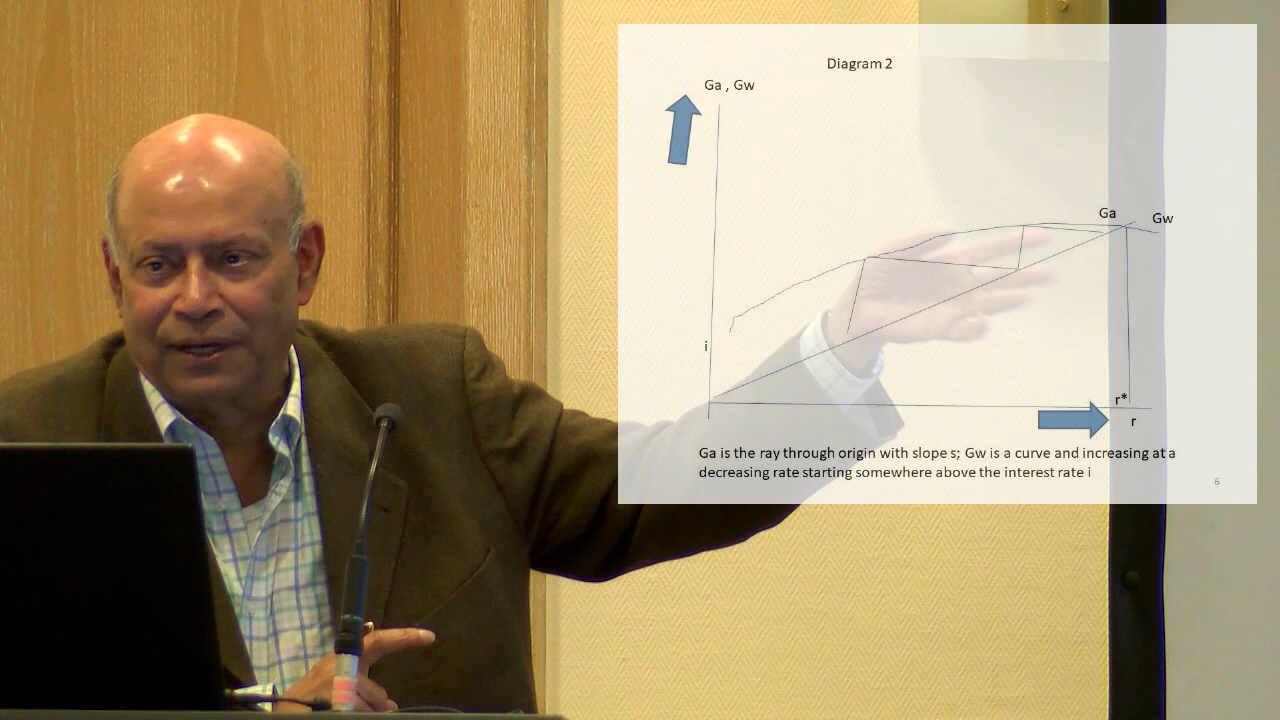 Diagram 2
Ga , Gw
Ga
Gw
i
r*
r
Ga is the ray through origin with slope s; Gw is a curve and increasing at a
decreasing rate starting somewhere above the interest rate i
6